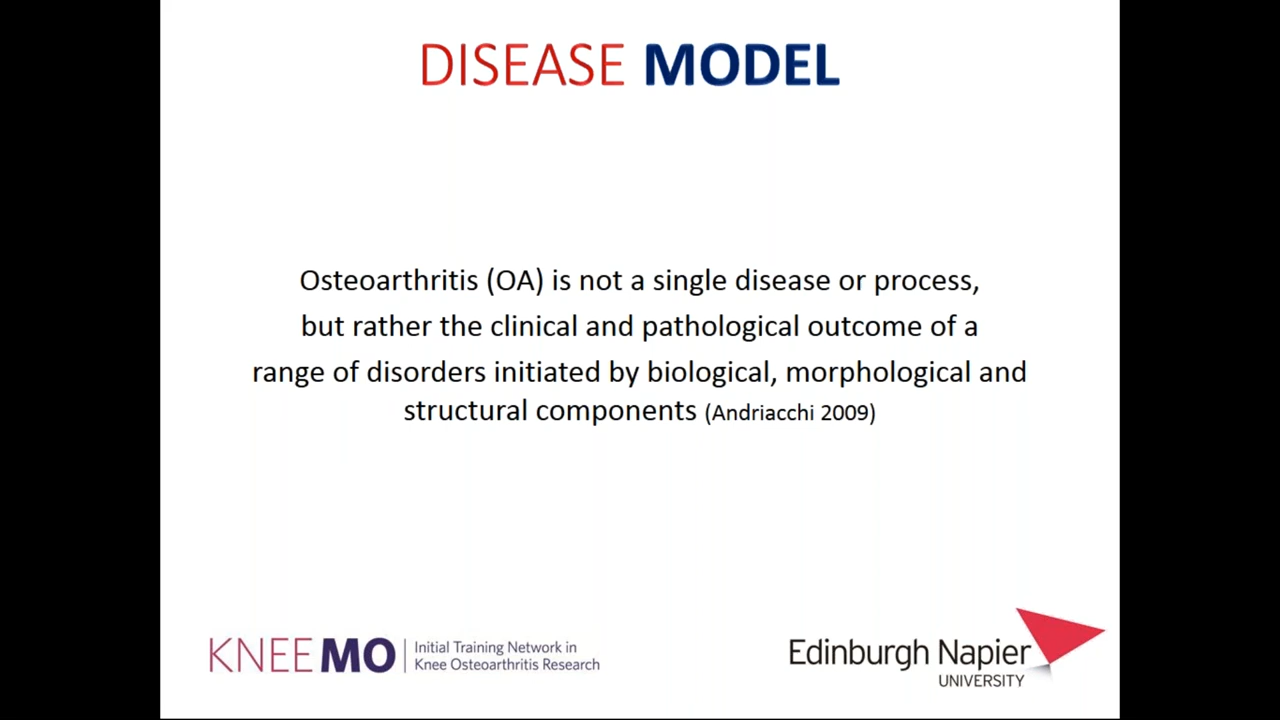 DISEASE MODEL
Osteoarthritis (OA) is not a single disease or process,
but rather the clinical and pathological outcome of a
range of disorders initiated by biological, morphological and
structural components (Andriacchi 2009)
KNEEMO
Initial Training Network in
Knee Osteoarthritis Research
Edinburgh Napier
UNIVERSITY